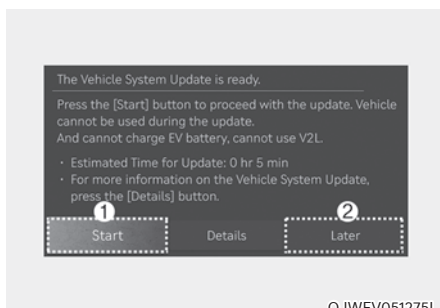 The Vehicle System Update is ready.
Press the [Start] button to proceed with the update. Vehicle
cannot be used during the update.
And cannot charge EV battery, cannot use V2L.
· Estimated Time for Update: 0 hr 5 min
· For more information on the Vehicle System Update,
press the [Details] button.
1 2
Start Details Later